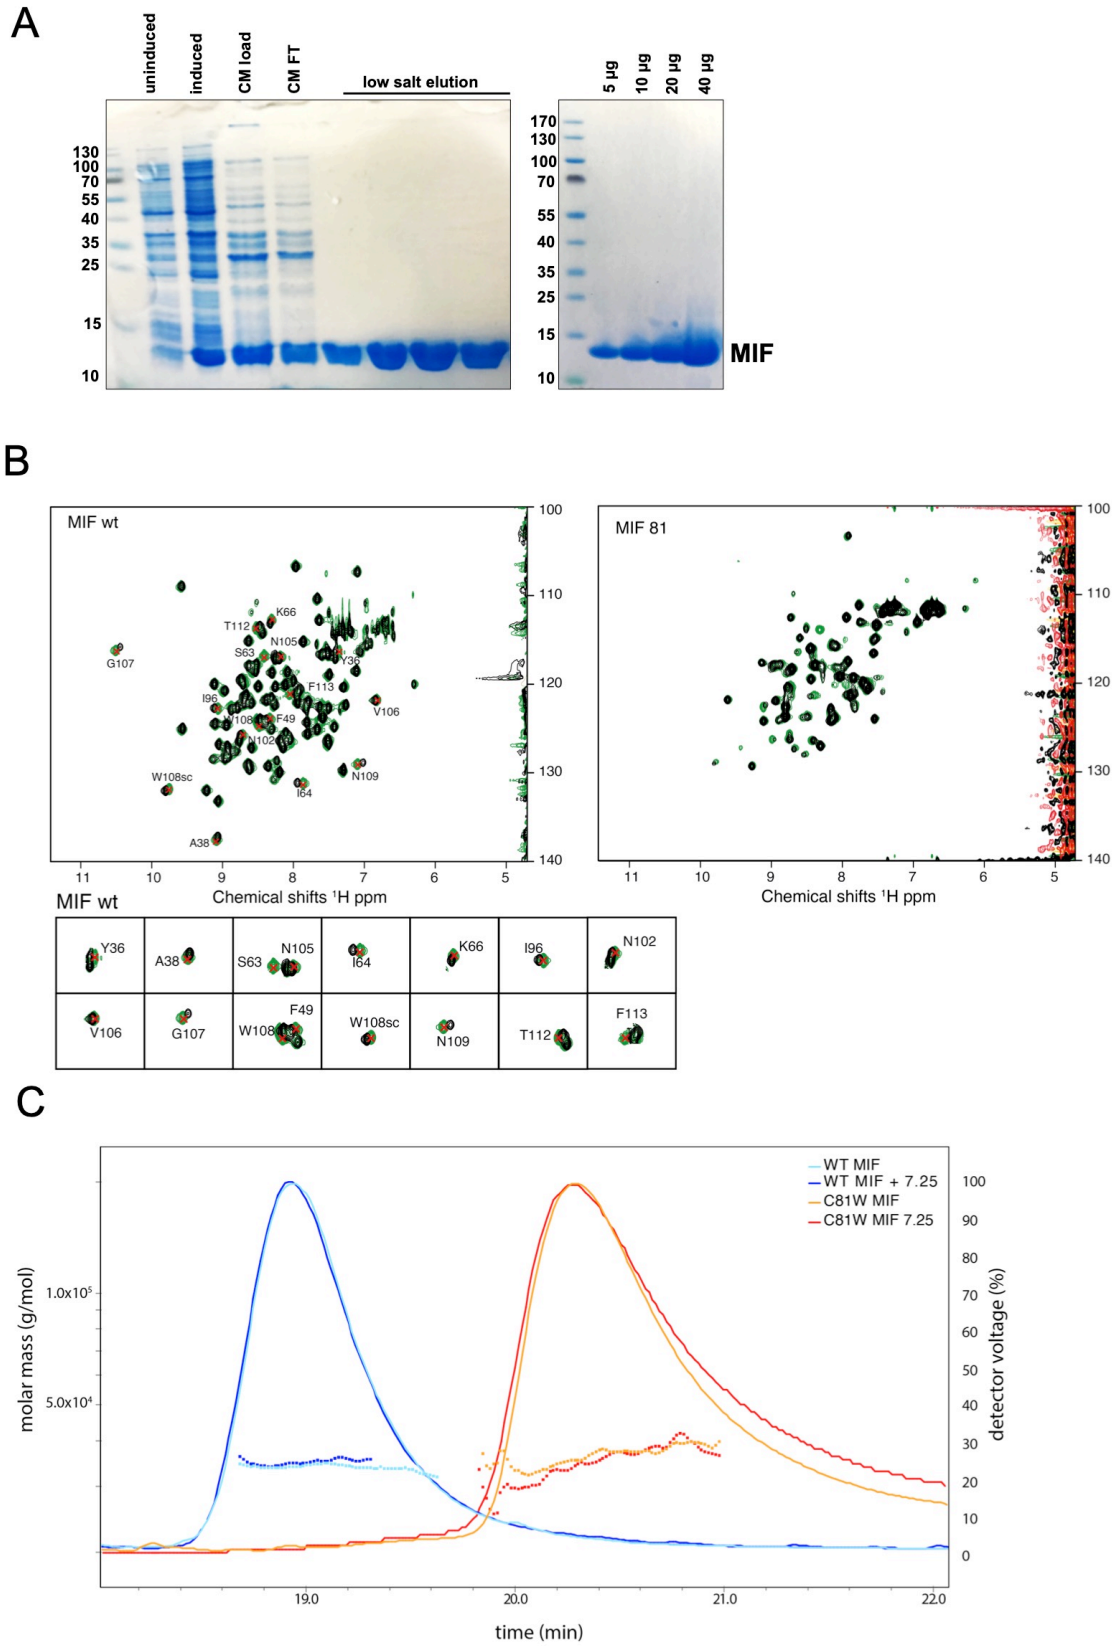 A
uninduced
induced
CM load
CM FT
low salt elution
130
100
70
55
40
35
25
15
10
5 µg
10 µg
20 µg
40 µg
170
130
100
70
55
40
35
25
15
10
MIF
B
MIF wt
100
110
120
130
140
G107
T112
K66
S63
N105
Y36
I96
F113
W108
F49
N102
V106
W108sc
I64
N109
A38
11 10 9 8 7 6 5
Chemical shifts ¹H ppm
MIF 81
100
110
120
130
140
11 10 9 8 7 6 5
Chemical shifts ¹H ppm
MIF wt
Y36
A38
S63 N105
I64
K66
I96
N102
V106
G107
W108 F49
W108sc
N109
T112
F113
C
WT MIF
WT MIF + 7.25
C81W MIF
C81W MIF 7.25
molar mass (g/mol)
1.0x10⁵
5.0x10⁴
100
90
80
70
60
50
40
30
20
10
0
detector voltage (%)
19.0 20.0 21.0 22.0
time (min)